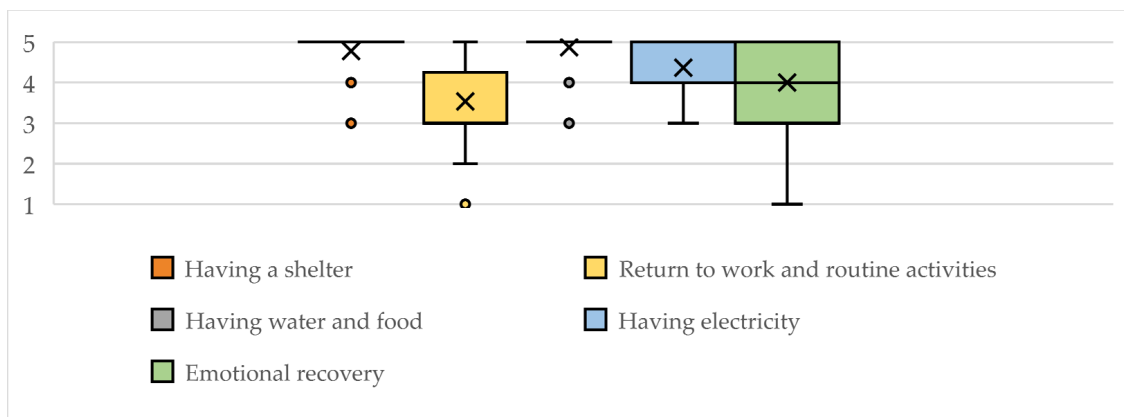 5
4
3
2
1
Having a shelter
Return to work and routine activities
Having water and food
Having electricity
Emotional recovery